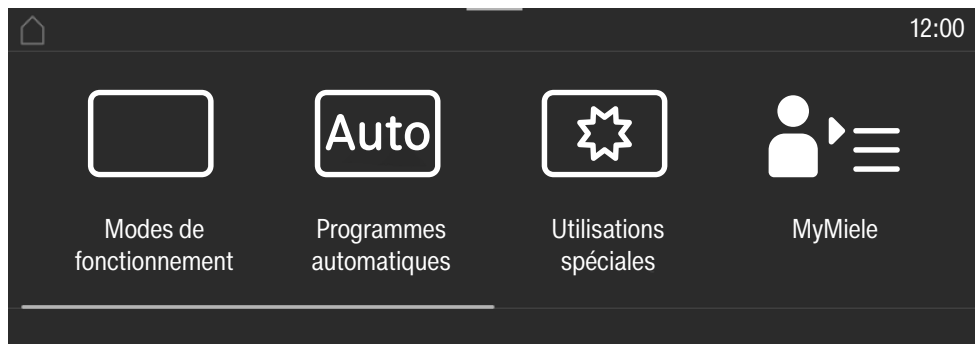 12:00
Auto
Modes de
fonctionnement
Programmes
automatiques
Utilisations
spéciales
MyMiele